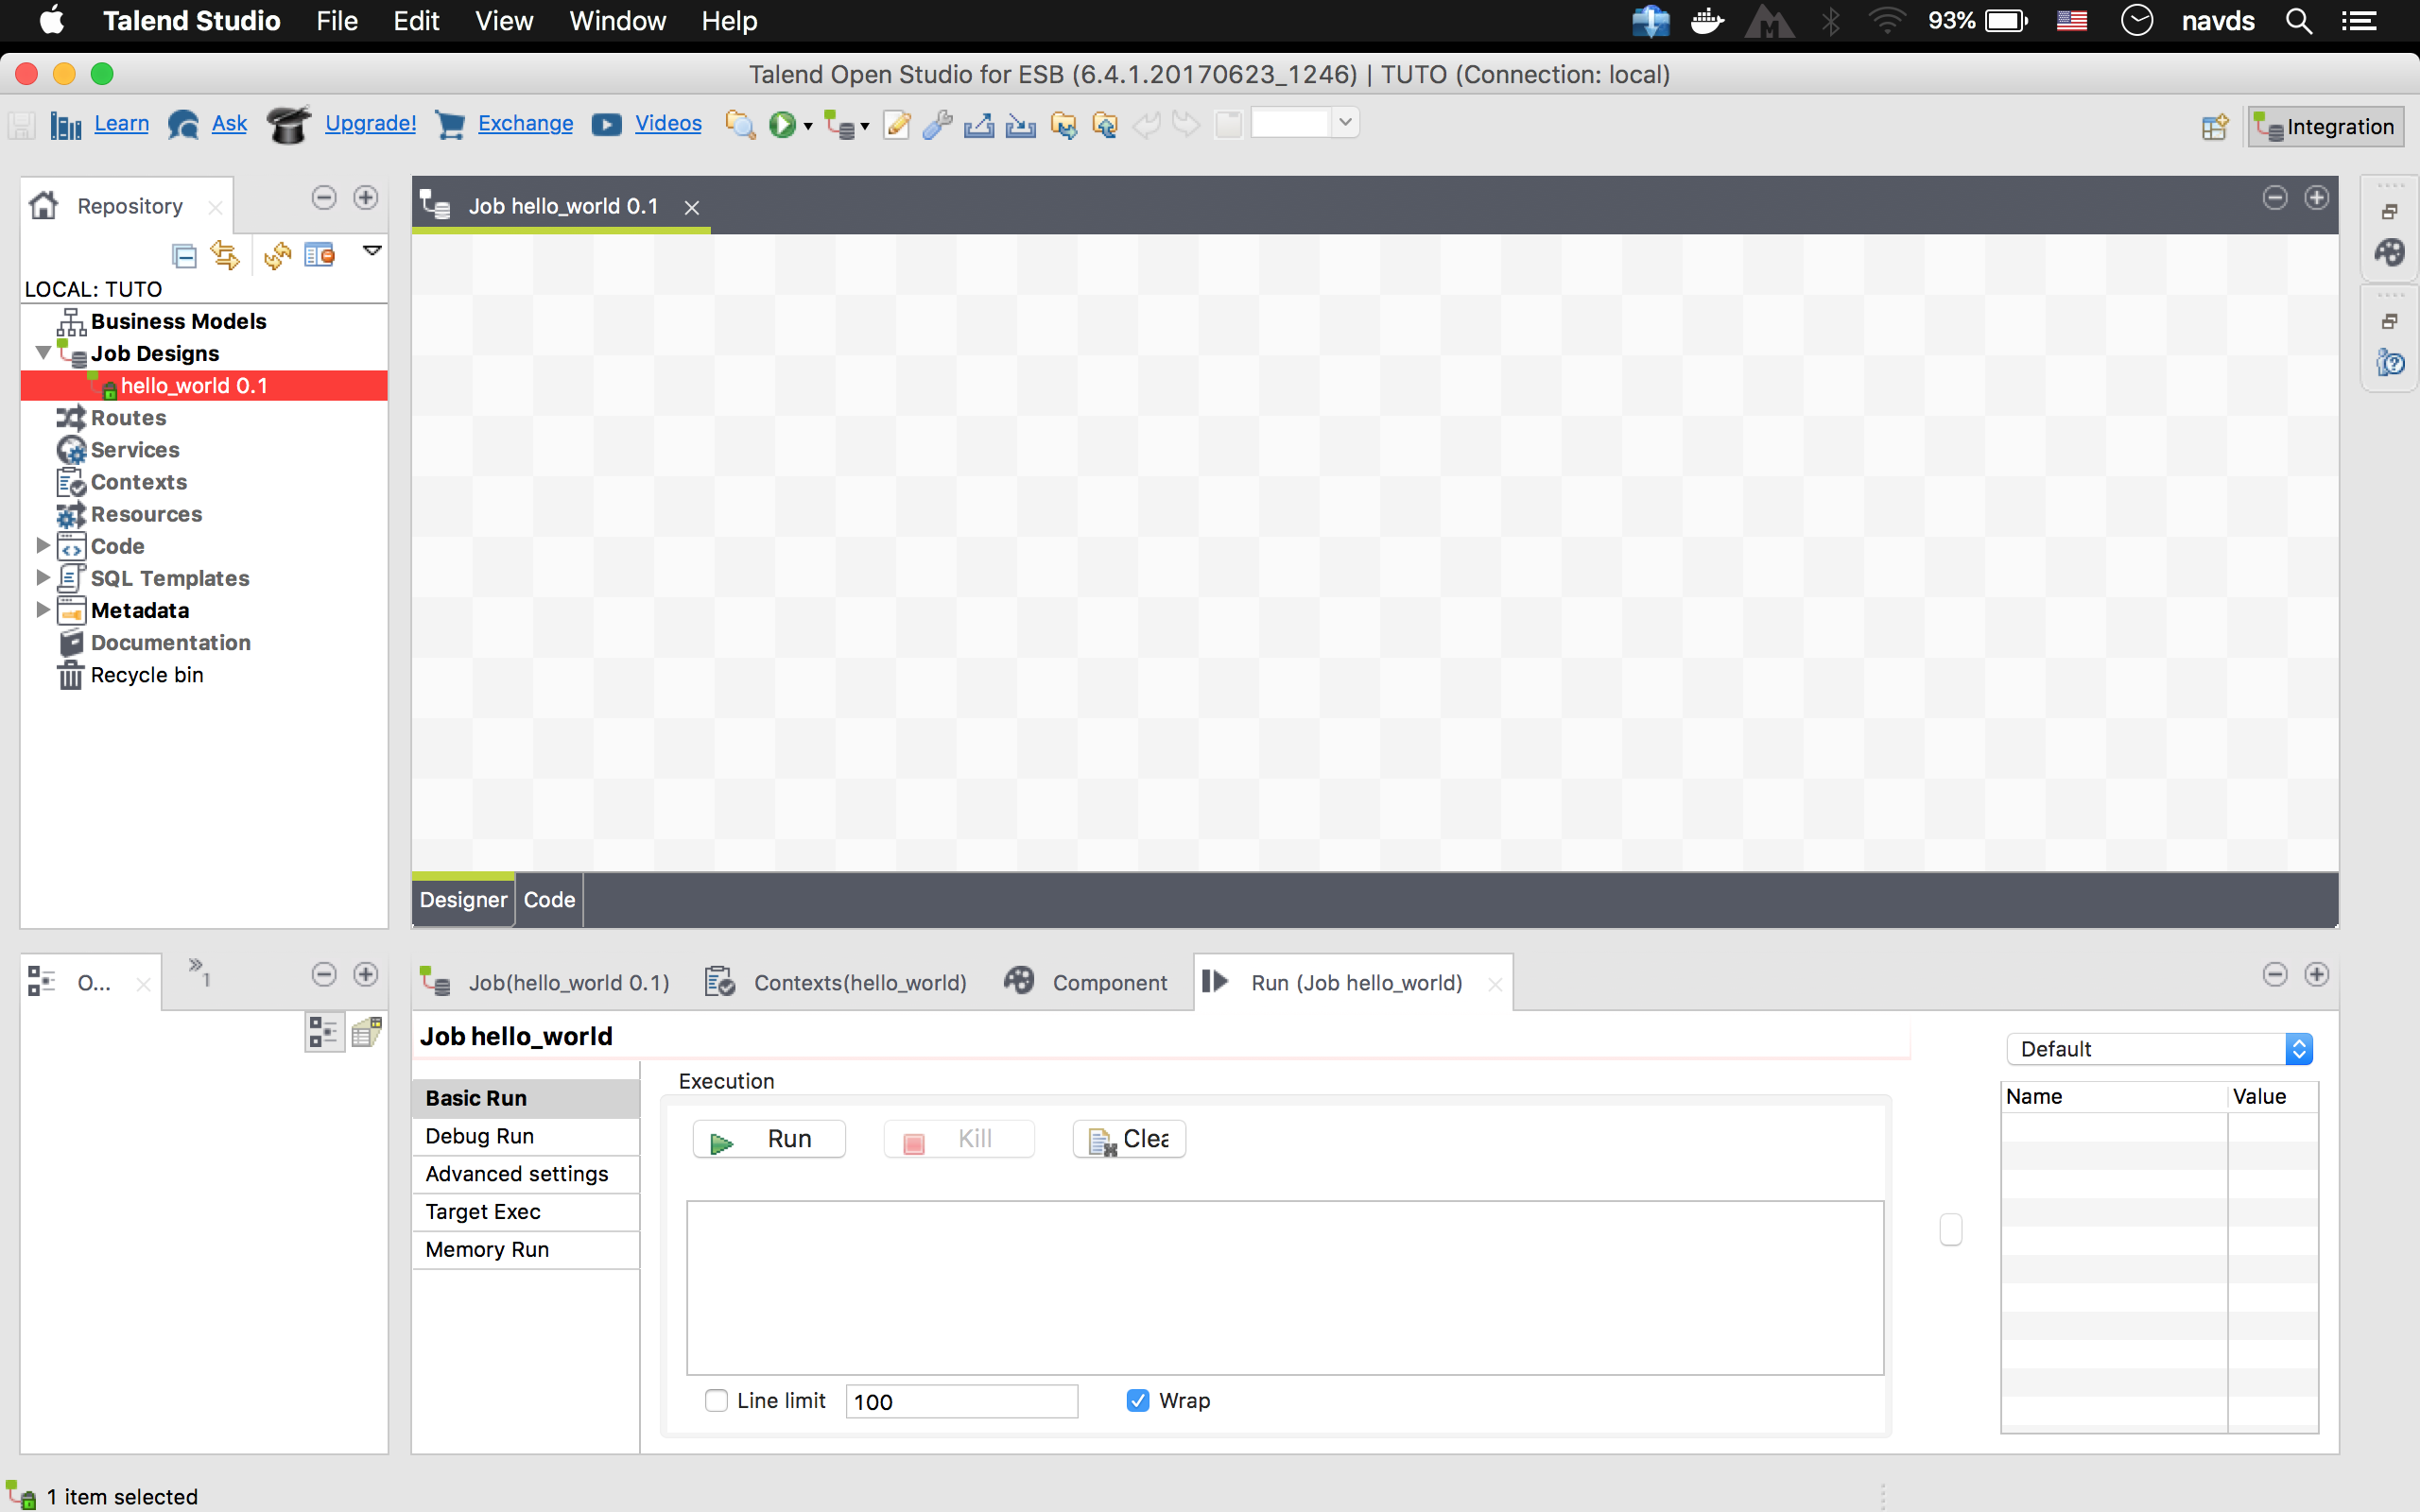 Talend Studio File Edit View Window Help 93% navds
Talend Open Studio for ESB (6.4.1.20170623_1246) | TUTO (Connection: local)
Learn Ask Upgrade! Exchange Videos Integration
Repository
Job hello_world 0.1
LOCAL: TUTO
Business Models
Job Designs
hello_world 0.1
Routes
Services
Contexts
Resources
Code
SQL Templates
Metadata
Documentation
Recycle bin
Designer Code
O... »1
Job(hello_world 0.1) Contexts(hello_world) Component Run (Job hello_world)
Job hello_world
Default
Basic Run
Debug Run
Advanced settings
Target Exec
Memory Run
Execution
Run Kill Clea
Name Value
Line limit 100 Wrap
1 item selected